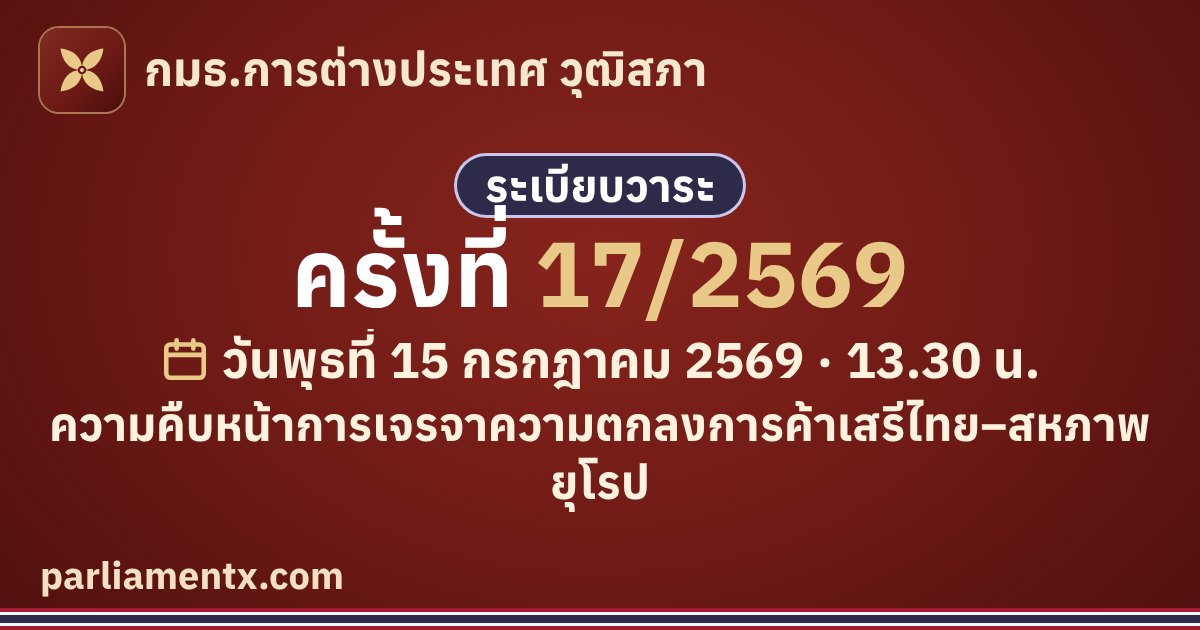 กมธ.การต่างประเทศ วุฒิสภา
ระเบียบวาระ
ครั้งที่ 17/2569
วันพุธที่ 15 กรกฎาคม 2569 · 13.30 น.
ความคืบหน้าการเจรจาความตกลงการค้าเสรีไทย–สหภาพ
ยุโรป
parliamentx.com